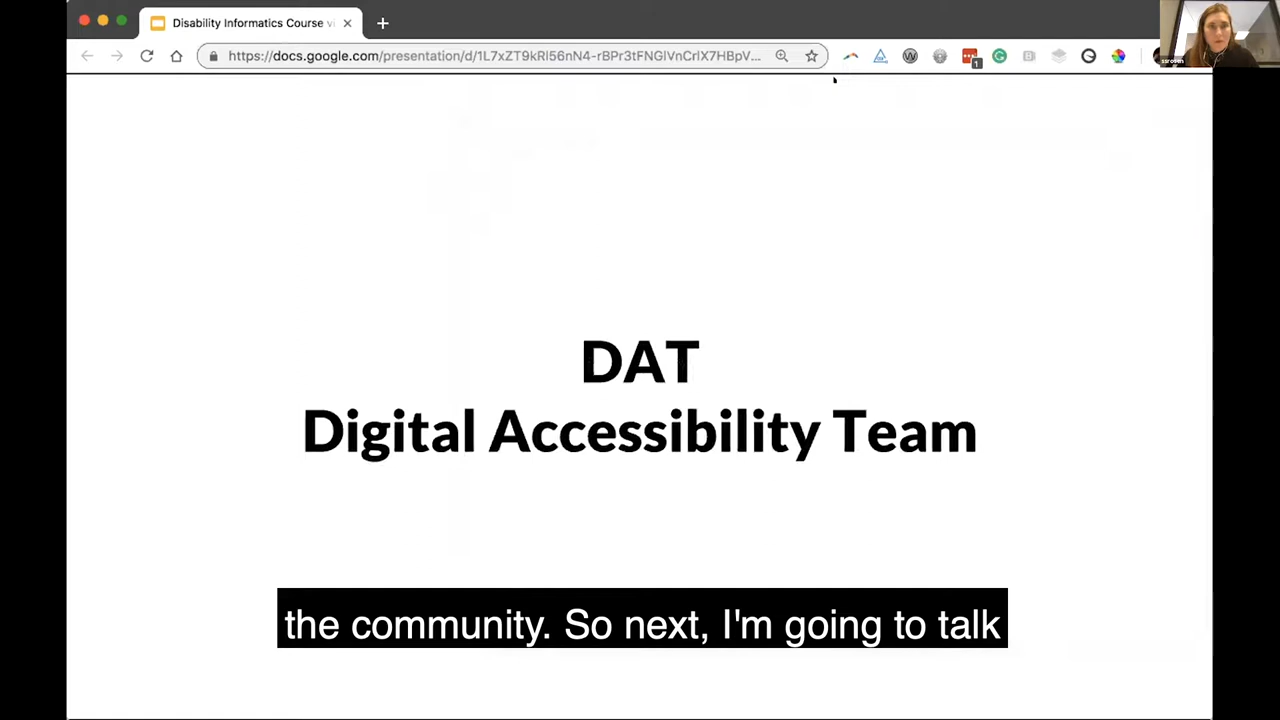 Disability Informatics Course v
https://docs.google.com/presentation/d/1L7xZT9kRl56nN4-rBPr3tFNGlVnCrlX7HBpV...
1
DAT
Digital Accessibility Team
the community. So next, I'm going to talk